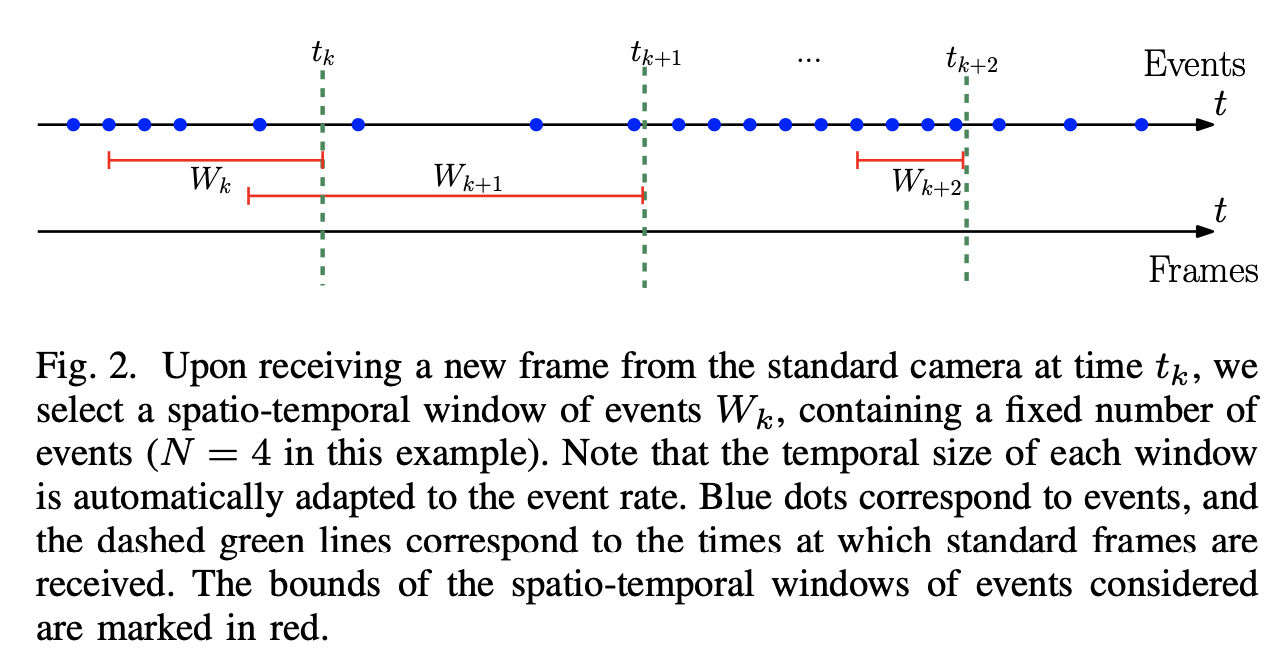 t_k t_{k+1} ... t_{k+2} Events
t
W_k W_{k+1} W_{k+2}
t
Frames
Fig. 2. Upon receiving a new frame from the standard camera at time t_k, we
select a spatio-temporal window of events W_k, containing a fixed number of
events (N = 4 in this example). Note that the temporal size of each window
is automatically adapted to the event rate. Blue dots correspond to events, and
the dashed green lines correspond to the times at which standard frames are
received. The bounds of the spatio-temporal windows of events considered
are marked in red.